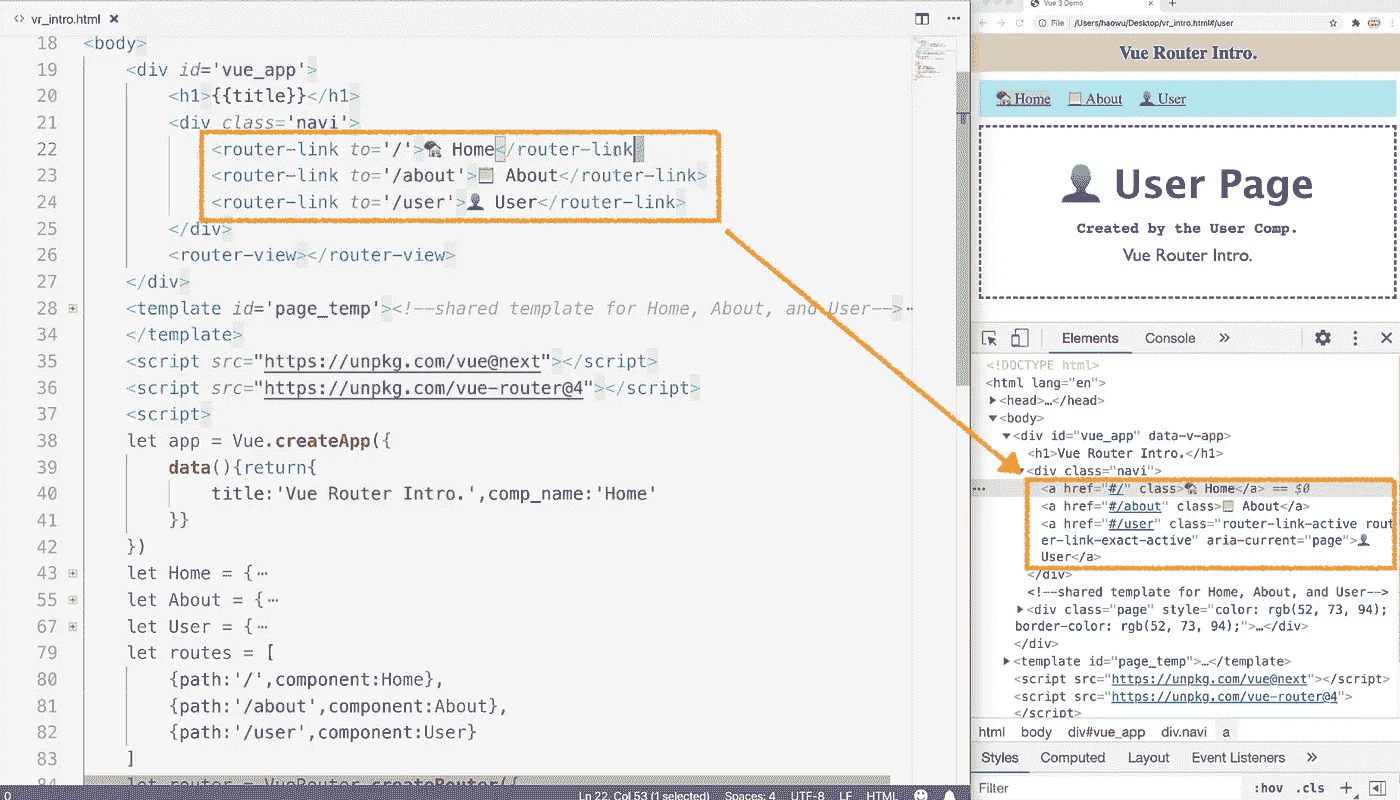 vr_intro.html
18 <body>
19 <div id='vue_app'>
20 <h1>{{title}}</h1>
21 <div class='navi'>
22 <router-link to='/'>🏡 Home</router-link>
23 <router-link to='/about'>📋 About</router-link>
24 <router-link to='/user'>👤 User</router-link>
25 </div>
26 <router-view></router-view>
27 </div>
28 <template id='page_temp'><!--shared template for Home, About, and User-->…
34 </template>
35 <script src="https://unpkg.com/vue@next"></script>
36 <script src="https://unpkg.com/vue-router@4"></script>
37 <script>
38 let app = Vue.createApp({
39 data(){return{
40 title:'Vue Router Intro.',comp_name:'Home'
41 }}
42 })
43 let Home = {…
55 let About = {…
67 let User = {…
79 let routes = [
80 {path:'/',component:Home},
81 {path:'/about',component:About},
82 {path:'/user',component:User}
83 ]
84 let router = VueRouter.createRouter({
0
Ln 22, Col 53 (1 selected) Spaces: 4 UTF-8 LF HTML
Vue 3 Demo
File /Users/haowu/Desktop/vr_intro.html#/user
Vue Router Intro.
🏡 Home 📋 About 👤 User
👤 User Page
Created by the User Comp.
Vue Router Intro.
Elements Console »
<!DOCTYPE html>
<html lang="en">
<head>…</head>
<body>
<div id="vue_app" data-v-app>
<h1>Vue Router Intro.</h1>
<div class="navi">
<a href="#/" class>🏡 Home</a> == $0
<a href="#/about" class>📋 About</a>
<a href="#/user" class="router-link-active rout
er-link-exact-active" aria-current="page">👤
User</a>
</div>
<!--shared template for Home, About, and User-->
<div class="page" style="color: rgb(52, 73, 94);
border-color: rgb(52, 73, 94);">…</div>
</div>
<template id="page_temp">…</template>
<script src="https://unpkg.com/vue@next"></script>
<script src="https://unpkg.com/vue-router@4">
</script>
html body div#vue_app div.navi a
Styles Computed Layout Event Listeners »
Filter :hov .cls +